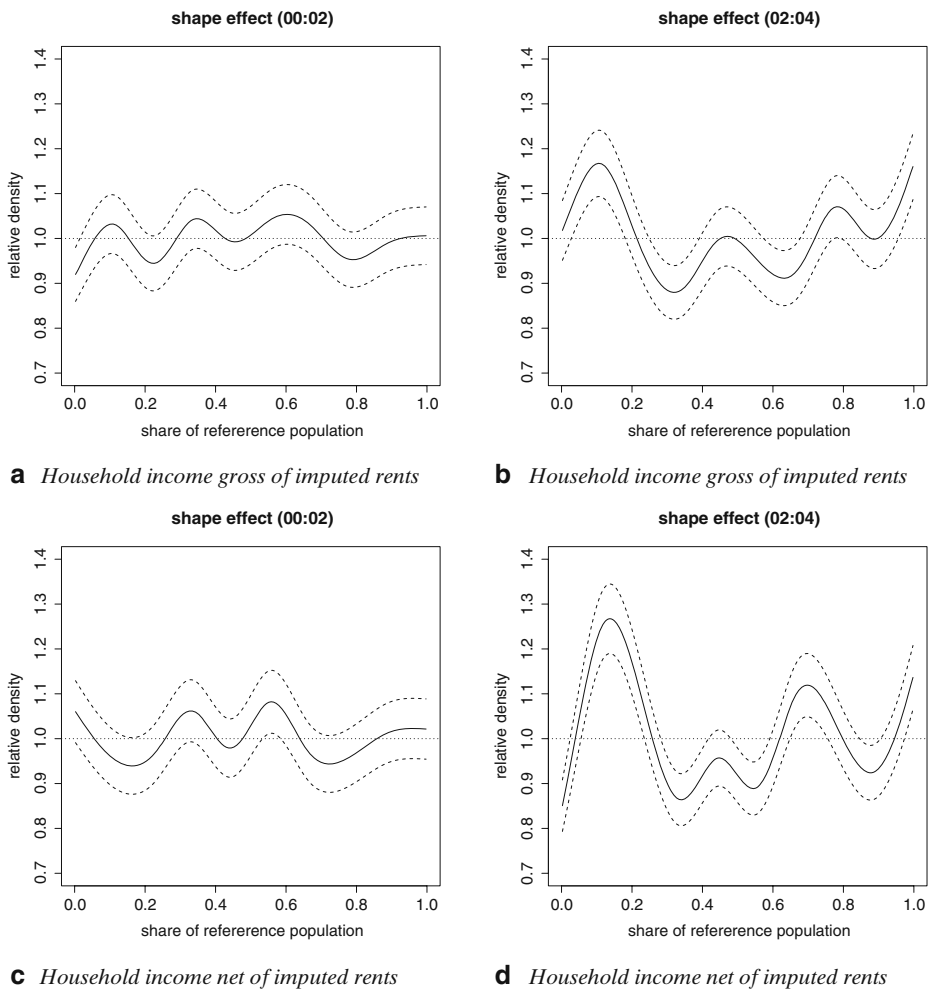 shape effect (00:02)
relative density
0.7 0.8 0.9 1.0 1.1 1.2 1.3 1.4
0.0 0.2 0.4 0.6 0.8 1.0
share of refererence population
a Household income gross of imputed rents
shape effect (02:04)
relative density
0.7 0.8 0.9 1.0 1.1 1.2 1.3 1.4
0.0 0.2 0.4 0.6 0.8 1.0
share of refererence population
b Household income gross of imputed rents
shape effect (00:02)
relative density
0.7 0.8 0.9 1.0 1.1 1.2 1.3 1.4
0.0 0.2 0.4 0.6 0.8 1.0
share of refererence population
c Household income net of imputed rents
shape effect (02:04)
relative density
0.7 0.8 0.9 1.0 1.1 1.2 1.3 1.4
0.0 0.2 0.4 0.6 0.8 1.0
share of refererence population
d Household income net of imputed rents